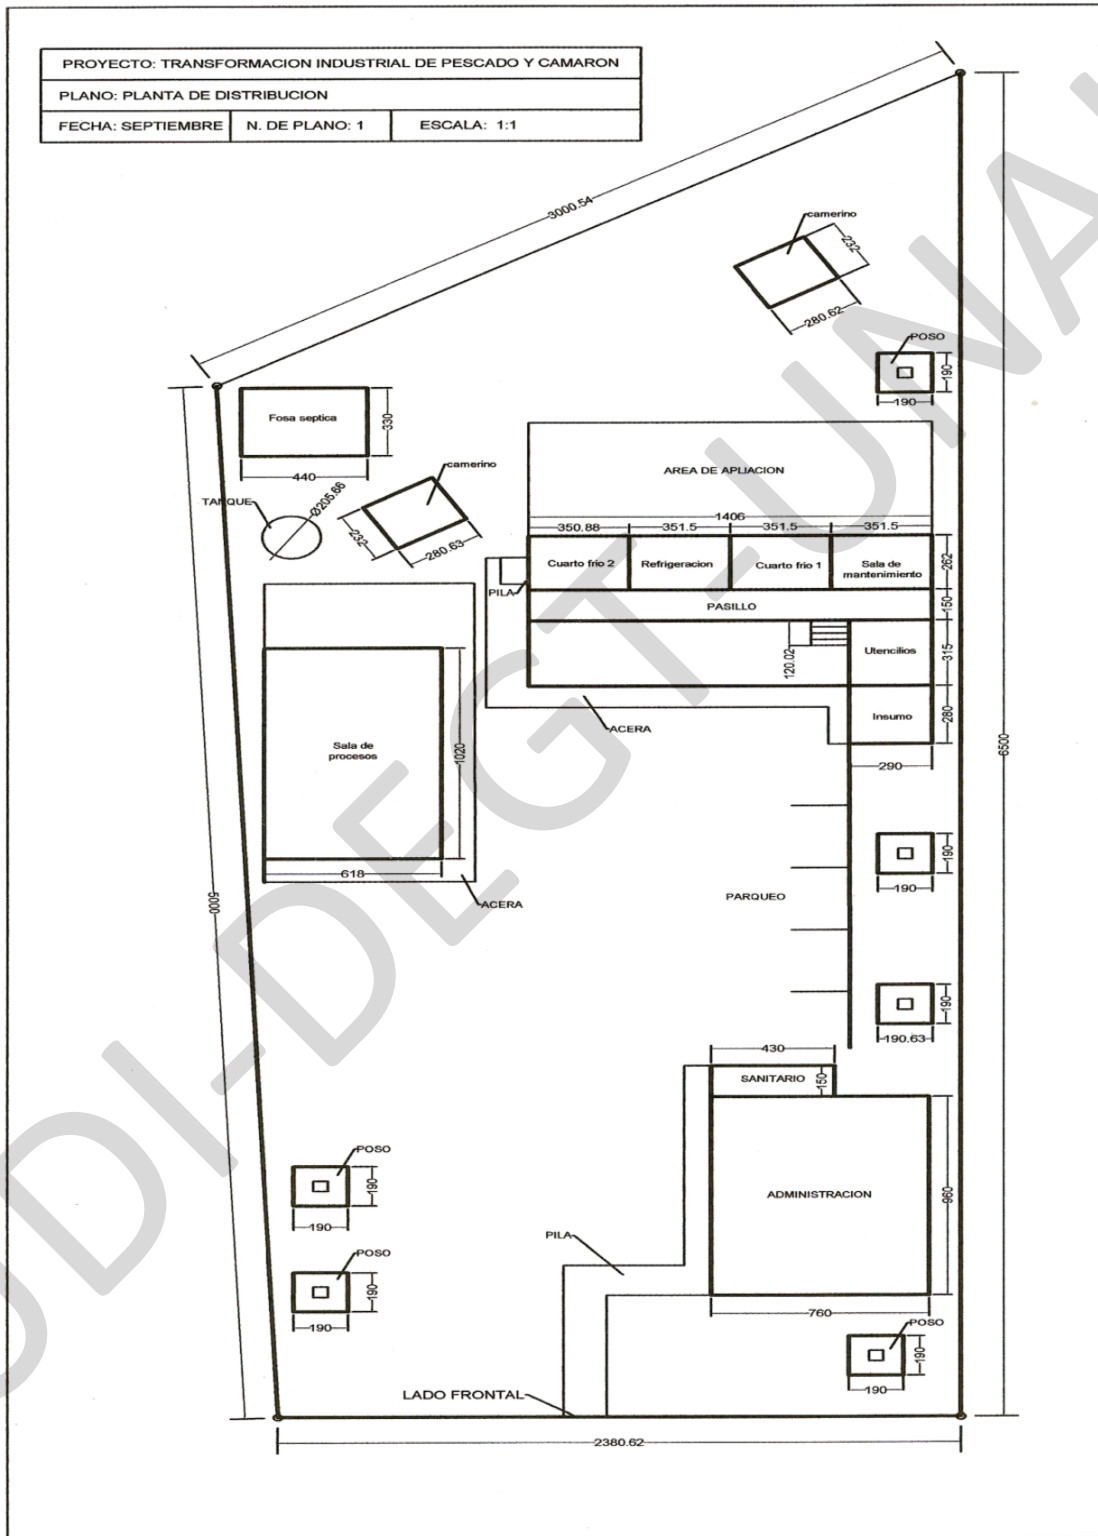 PROYECTO: TRANSFORMACION INDUSTRIAL DE PESCADO Y CAMARON
PLANO: PLANTA DE DISTRIBUCION
FECHA: SEPTIEMBRE
N. DE PLANO: 1
ESCALA: 1:1
3000.54
camerino
232
280.62
POSO
190
190
Fosa septica
330
440
camerino
TANQUE
Ø205.66
232
280.63
AREA DE APLIACION
1406
350.88
351.5
351.5
351.5
Cuarto frio 2
Refrigeracion
Cuarto frio 1
Sala de
mantenimiento
262
PILA
PASILLO
150
120.02
Utencilios
315
ACERA
Insumo
280
290
6500
Sala de
procesos
1020
618
ACERA
5000
PARQUEO
190
190
190
190.63
430
SANITARIO
150
ADMINISTRACION
960
760
POSO
190
190
POSO
190
190
PILA
POSO
190
190
LADO FRONTAL
2380.62
UDI-DEGT-UNA